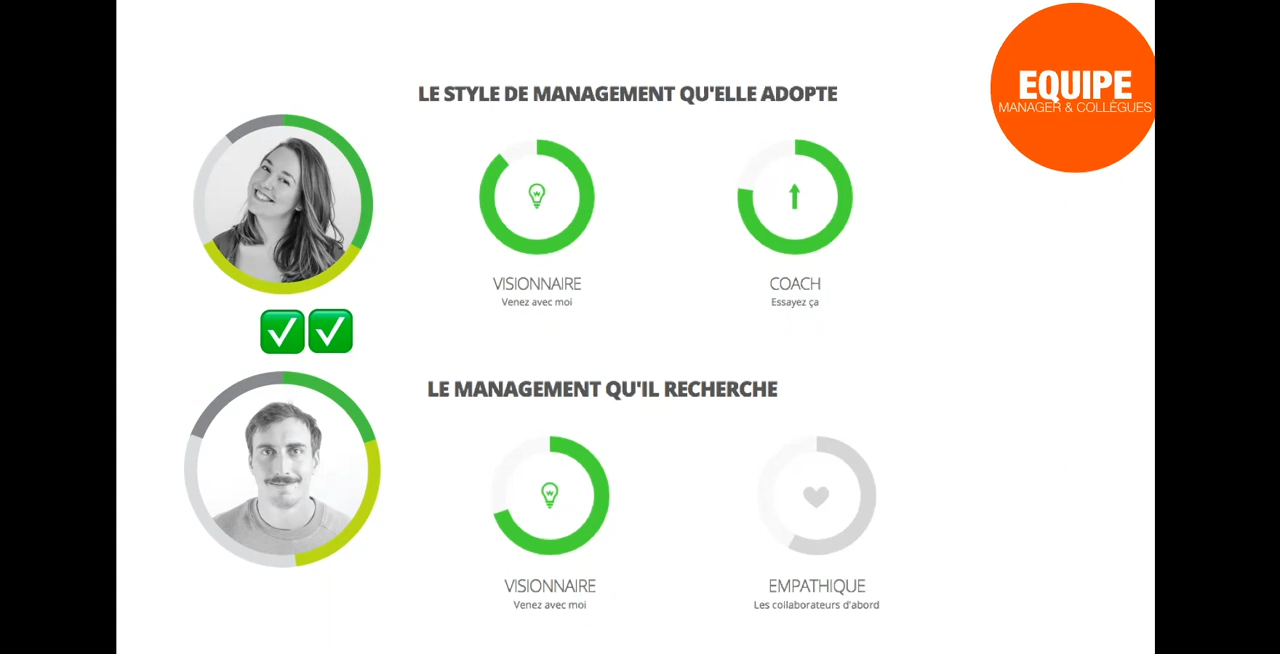 EQUIPE
MANAGER & COLLÈGUES
LE STYLE DE MANAGEMENT QU'ELLE ADOPTE
VISIONNAIRE
Venez avec moi
COACH
Essayez ça
LE MANAGEMENT QU'IL RECHERCHE
VISIONNAIRE
Venez avec moi
EMPATHIQUE
Les collaborateurs d'abord